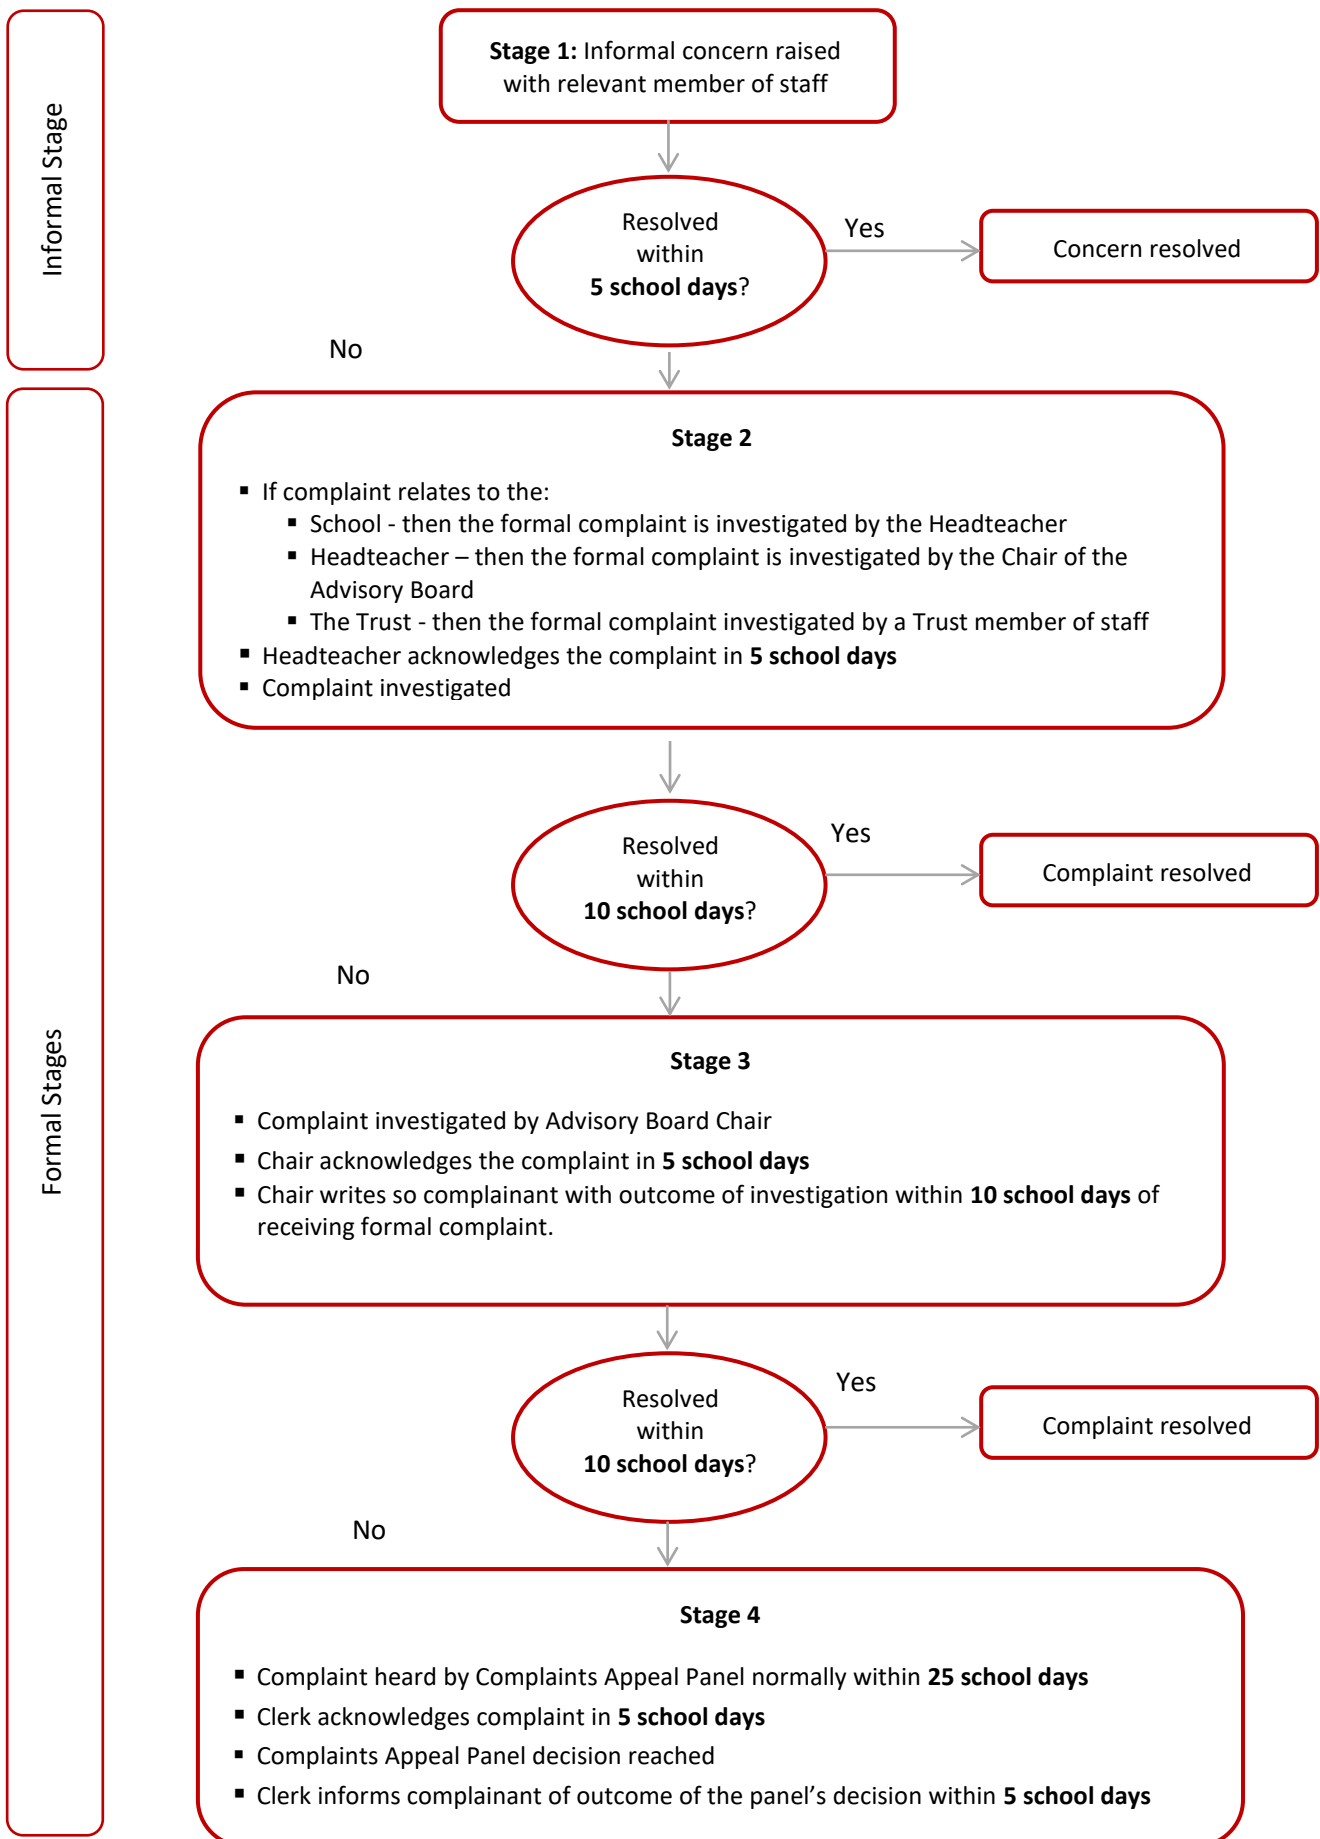 Informal Stage
Stage 1: Informal concern raised
with relevant member of staff
Resolved
within
5 school days?
Yes
Concern resolved
No
Formal Stages
Stage 2
▪ If complaint relates to the:
▪ School - then the formal complaint is investigated by the Headteacher
▪ Headteacher – then the formal complaint is investigated by the Chair of the
Advisory Board
▪ The Trust - then the formal complaint investigated by a Trust member of staff
▪ Headteacher acknowledges the complaint in 5 school days
▪ Complaint investigated
Resolved
within
10 school days?
Yes
Complaint resolved
No
Stage 3
▪ Complaint investigated by Advisory Board Chair
▪ Chair acknowledges the complaint in 5 school days
▪ Chair writes so complainant with outcome of investigation within 10 school days of
receiving formal complaint.
Resolved
within
10 school days?
Yes
Complaint resolved
No
Stage 4
▪ Complaint heard by Complaints Appeal Panel normally within 25 school days
▪ Clerk acknowledges complaint in 5 school days
▪ Complaints Appeal Panel decision reached
▪ Clerk informs complainant of outcome of the panel’s decision within 5 school days